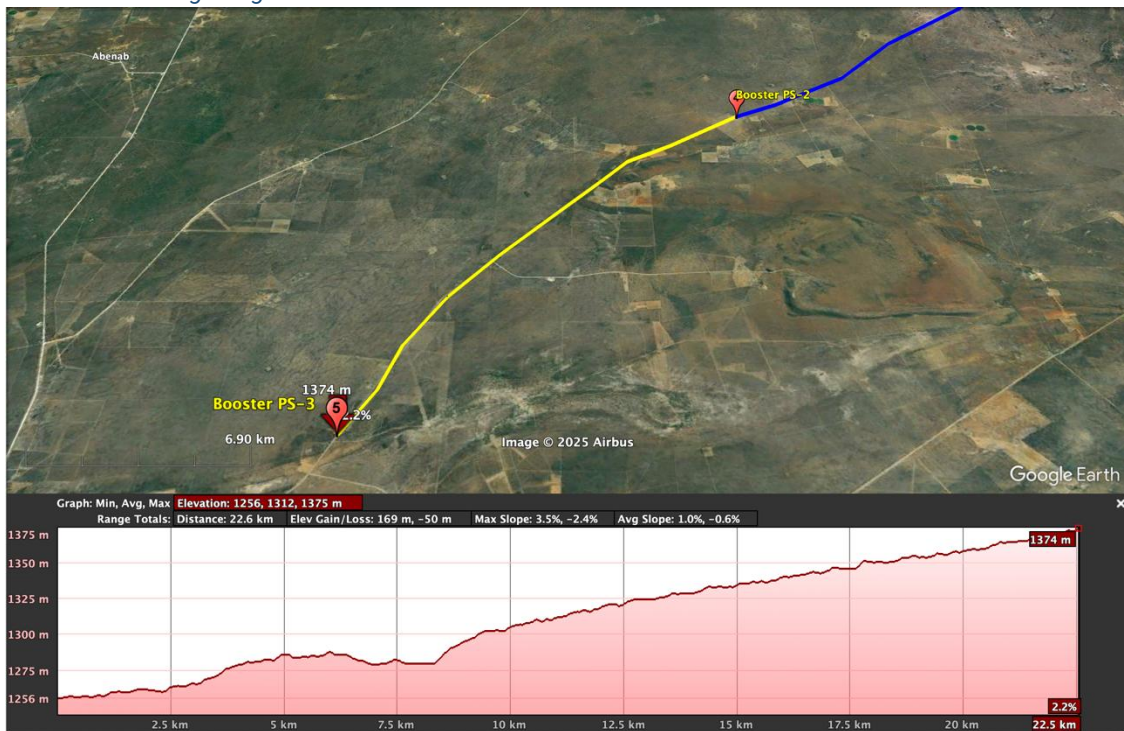 Abenab
Booster PS-2
1374 m
Booster PS-3
5
2.2%
6.90 km
Image © 2025 Airbus
Google Earth
Graph: Min, Avg, Max Elevation: 1256, 1312, 1375 m
Range Totals: Distance: 22.6 km Elev Gain/Loss: 169 m, -50 m Max Slope: 3.5%, -2.4% Avg Slope: 1.0%, -0.6%
1375 m
1374 m
1350 m
1325 m
1300 m
1275 m
1256 m
2.2%
2.5 km 5 km 7.5 km 10 km 12.5 km 15 km 17.5 km 20 km 22.5 km